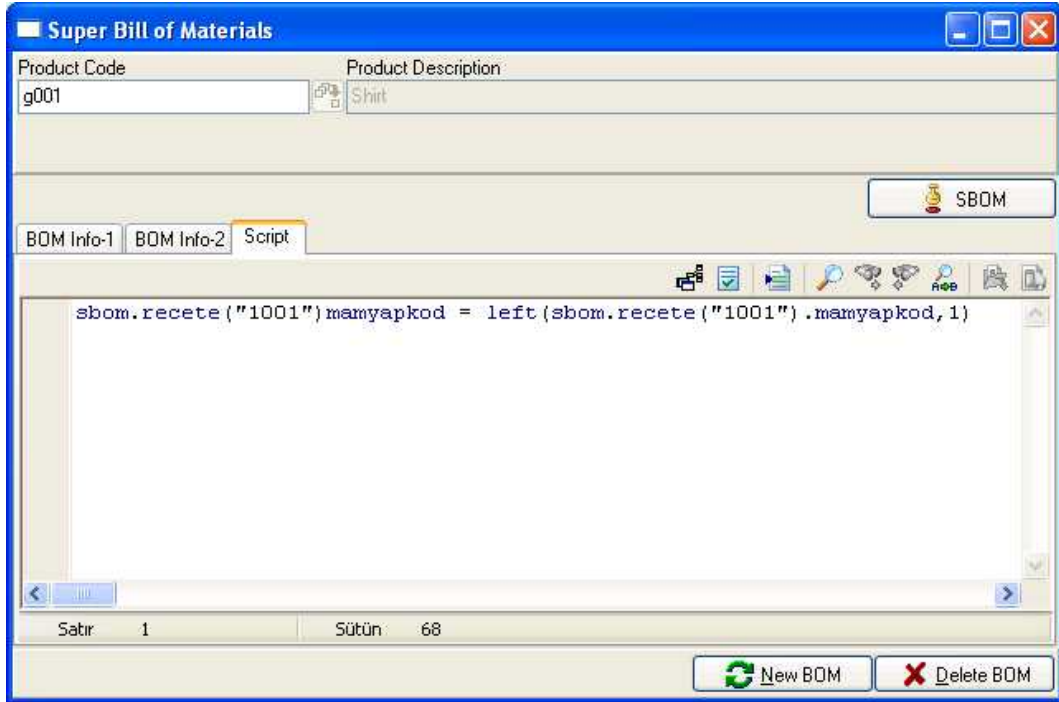 Super Bill of Materials
Product Code Product Description
g001 Shirt
SBOM
BOM Info-1 BOM Info-2 Script
sbom.recete("1001")mamyapkod = left(sbom.recete("1001").mamyapkod,1)
Satır 1 Sütün 68
New BOM Delete BOM